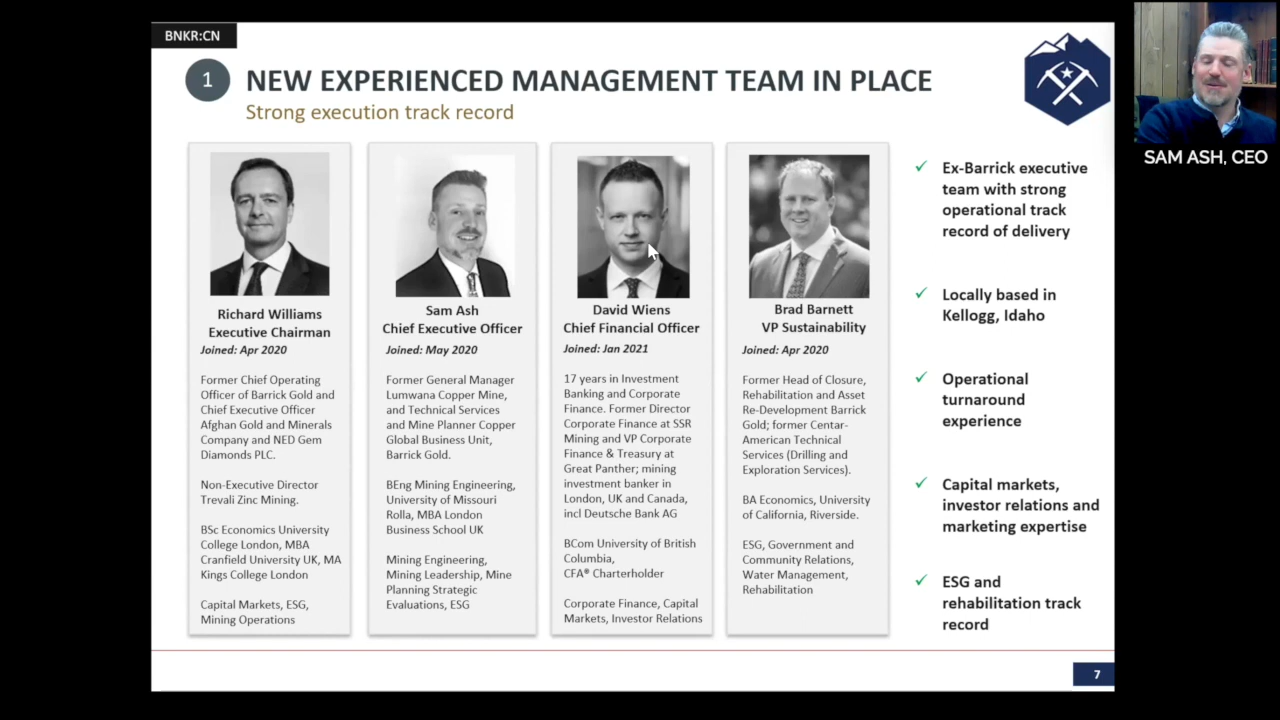 BNKR:CN
1
NEW EXPERIENCED MANAGEMENT TEAM IN PLACE
Strong execution track record
SAM ASH, CEO
Richard Williams
Executive Chairman
Joined: Apr 2020
Former Chief Operating
Officer of Barrick Gold and
Chief Executive Officer
Afghan Gold and Minerals
Company and NED Gem
Diamonds PLC.
Non-Executive Director
Trevali Zinc Mining.
BSc Economics University
College London, MBA
Cranfield University UK, MA
Kings College London
Capital Markets, ESG,
Mining Operations
Sam Ash
Chief Executive Officer
Joined: May 2020
Former General Manager
Lumwana Copper Mine,
and Technical Services
and Mine Planner Copper
Global Business Unit,
Barrick Gold.
BEng Mining Engineering,
University of Missouri
Rolla, MBA London
Business School UK
Mining Engineering,
Mining Leadership, Mine
Planning Strategic
Evaluations, ESG
David Wiens
Chief Financial Officer
Joined: Jan 2021
17 years in Investment
Banking and Corporate
Finance. Former Director
Corporate Finance at SSR
Mining and VP Corporate
Finance & Treasury at
Great Panther; mining
investment banker in
London, UK and Canada,
incl Deutsche Bank AG
BCom University of British
Columbia,
CFA® Charterholder
Corporate Finance, Capital
Markets, Investor Relations
Brad Barnett
VP Sustainability
Joined: Apr 2020
Former Head of Closure,
Rehabilitation and Asset
Re-Development Barrick
Gold; former Centar-
American Technical
Services (Drilling and
Exploration Services).
BA Economics, University
of California, Riverside.
ESG, Government and
Community Relations,
Water Management,
Rehabilitation
✓ Ex-Barrick executive
team with strong
operational track
record of delivery
✓ Locally based in
Kellogg, Idaho
✓ Operational
turnaround
experience
✓ Capital markets,
investor relations and
marketing expertise
✓ ESG and
rehabilitation track
record
7